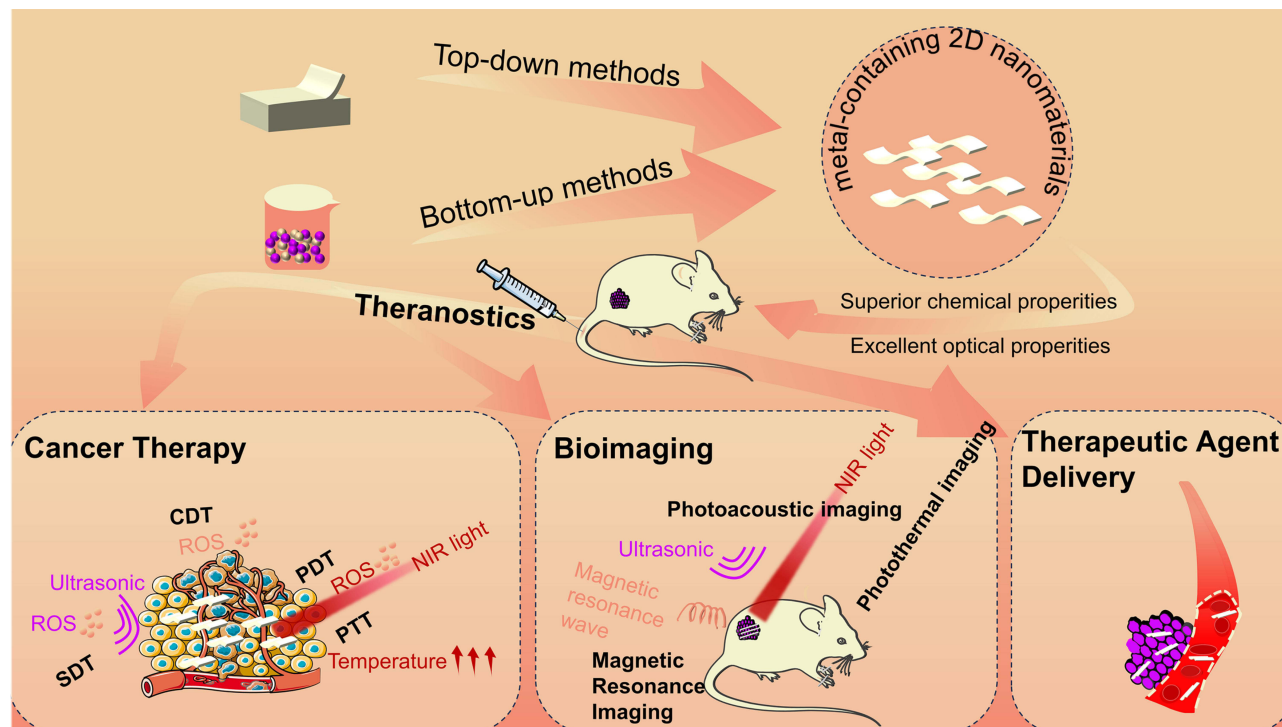 Top-down methods
Bottom-up methods
metal-containing 2D nanomaterials
Superior chemical properities
Excellent optical properities
Theranostics
Cancer Therapy
CDT
ROS
Ultrasonic
ROS
SDT
PDT
ROS
NIR light
PTT
Temperature
Bioimaging
NIR light
Photoacoustic imaging
Ultrasonic
Photothermal imaging
Magnetic
resonance
wave
Magnetic
Resonance
Imaging
Therapeutic Agent
Delivery